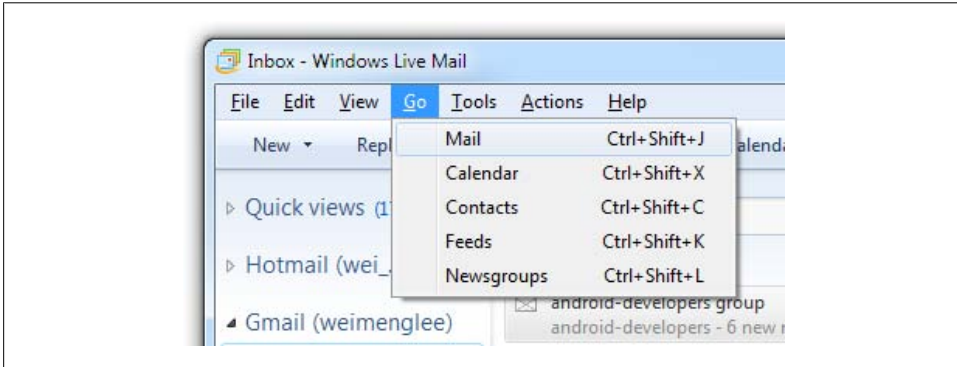 Inbox - Windows Live Mail
File Edit View Go Tools Actions Help
New
Mail Ctrl+Shift+J
Calendar Ctrl+Shift+X
Contacts Ctrl+Shift+C
Feeds Ctrl+Shift+K
Newsgroups Ctrl+Shift+L
Quick views
Hotmail (wei_
Gmail (weimenglee)
android-developers group
android-developers - 6 new